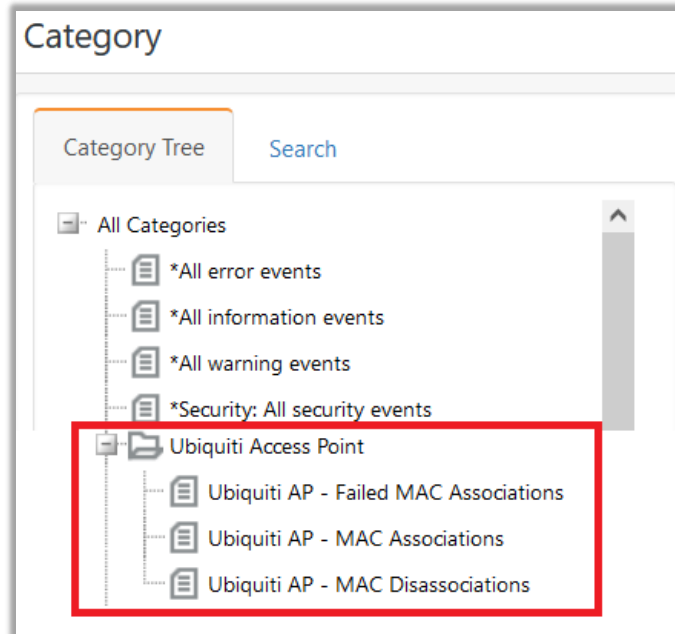 Category
Category Tree
Search
All Categories
*All error events
*All information events
*All warning events
*Security: All security events
Ubiquiti Access Point
Ubiquiti AP - Failed MAC Associations
Ubiquiti AP - MAC Associations
Ubiquiti AP - MAC Disassociations